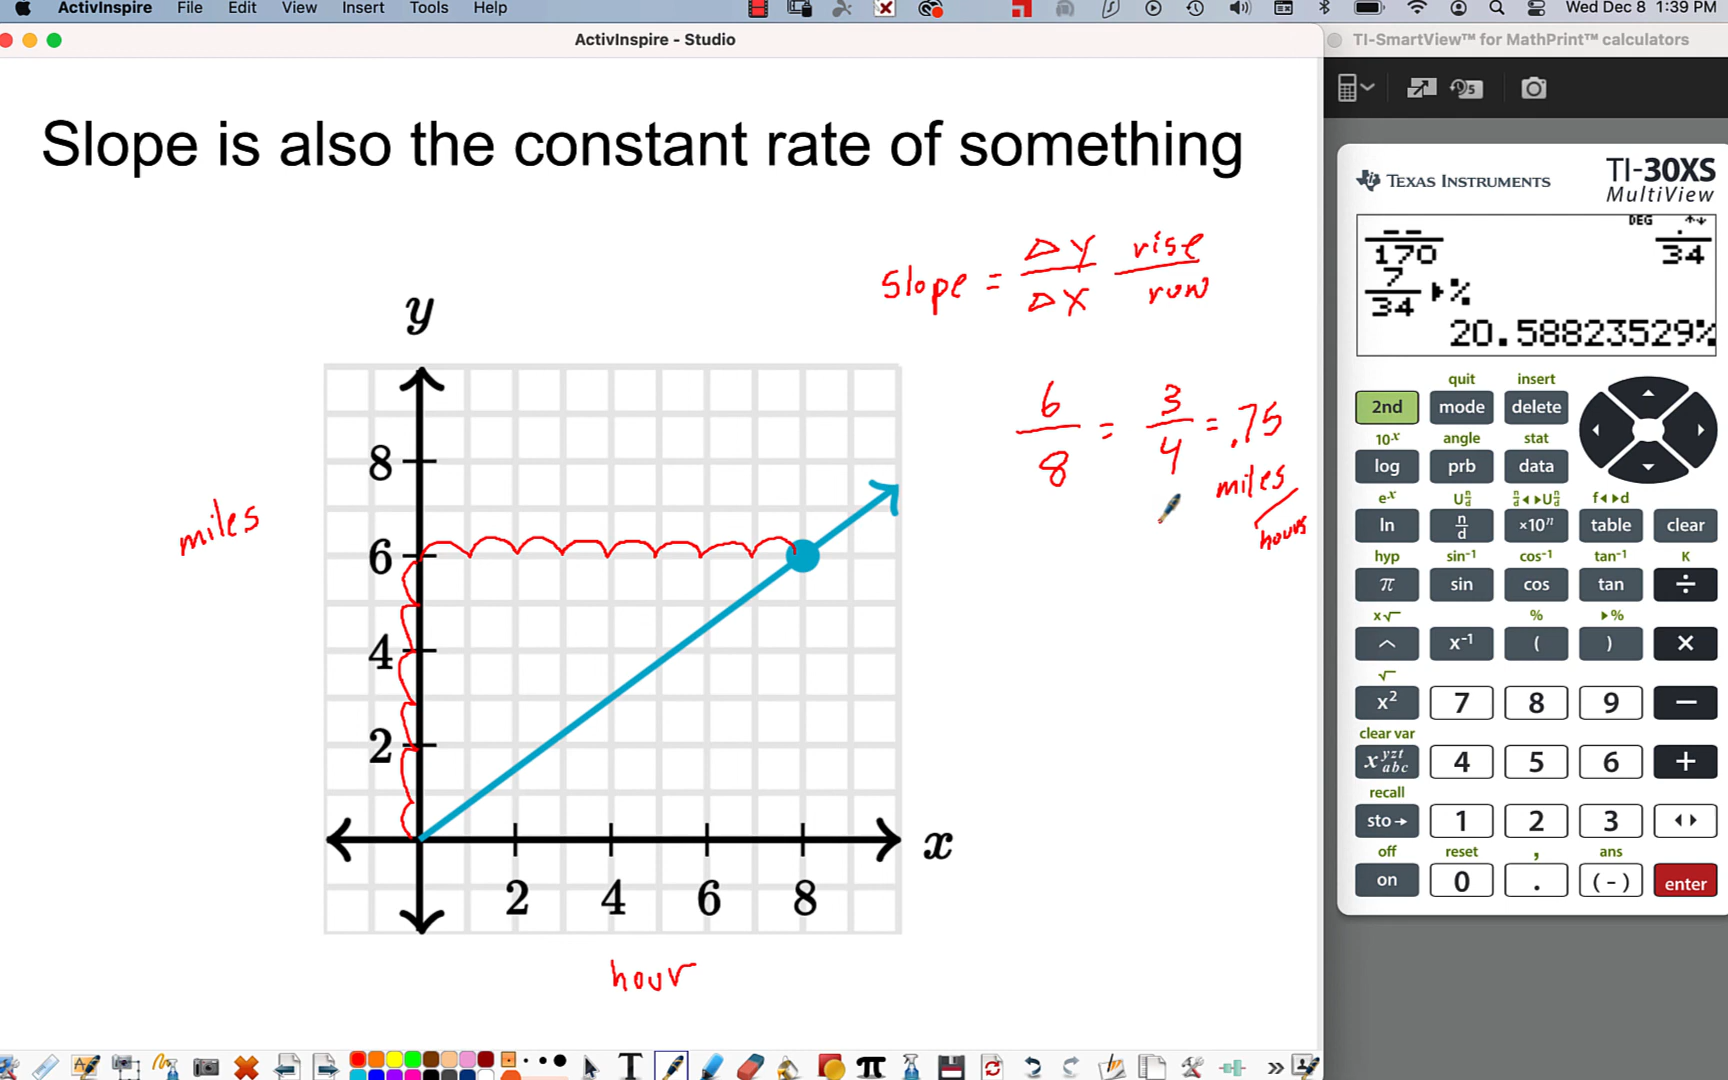 ActivInspire File Edit View Insert Tools Help Wed Dec 8 1:39 PM
ActivInspire - Studio
TI-SmartView™ for MathPrint™ calculators
Slope is also the constant rate of something
Slope = ΔY/ΔX rise/run
6/8 = 3/4 = .75
miles/hours
y
8
6
4
2
miles
x
2 4 6 8
hour
T π
TEXAS INSTRUMENTS TI-30XS
MultiView
DEG
170 34
7/34 ▶%
20.58823529%
quit insert
2nd mode delete
10ˣ angle stat
log prb data
eˣ U n/d n/d ◂▸ U n/d f ◂▸ d
ln n/d ×10ⁿ table clear
hyp sin⁻¹ cos⁻¹ tan⁻¹ K
π sin cos tan ÷
ˣ√ % ▸%
^ x⁻¹ ( ) ×
√
x² 7 8 9 −
clear var
x yzt abc 4 5 6 +
recall
sto→ 1 2 3 ◂▸
off reset , ans
on 0 . (-) enter